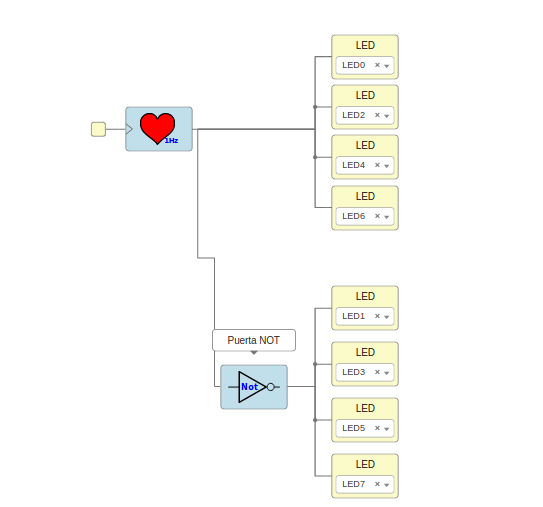 LED
LED0
LED
LED2
1Hz
LED
LED4
LED
LED6
LED
LED1
Puerta NOT
LED
LED3
Not
LED
LED5
LED
LED7